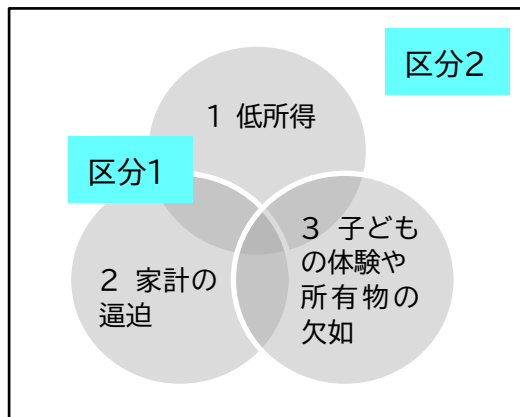 区分2
1 低所得
区分1
2 家計の
逼迫
3 子ども
の体験や
所有物の
欠如